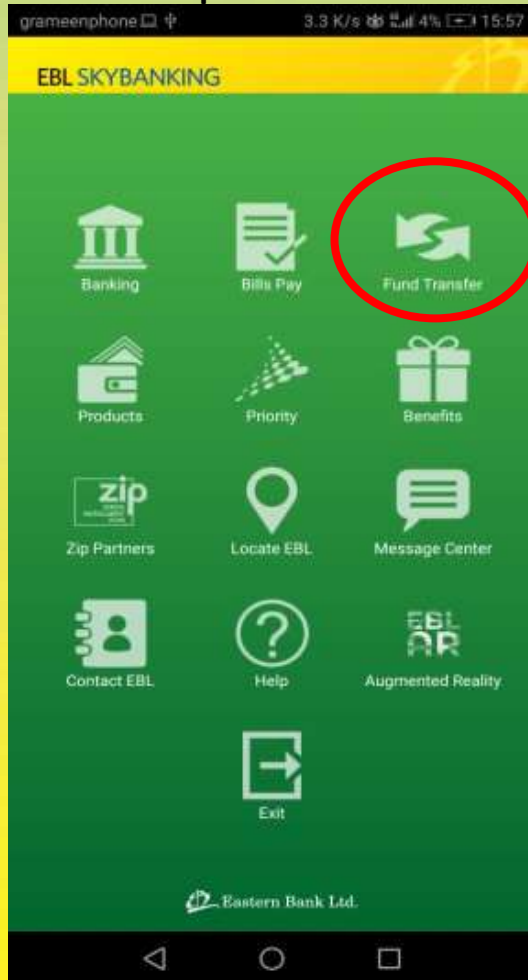 grameenphone 3.3 K/s 4% 15:57
EBL SKYBANKING
Banking Bills Pay Fund Transfer
Products Priority Benefits
zip
Zip Partners Locate EBL Message Center
EBL
AR
Contact EBL Help Augmented Reality
Exit
Eastern Bank Ltd.